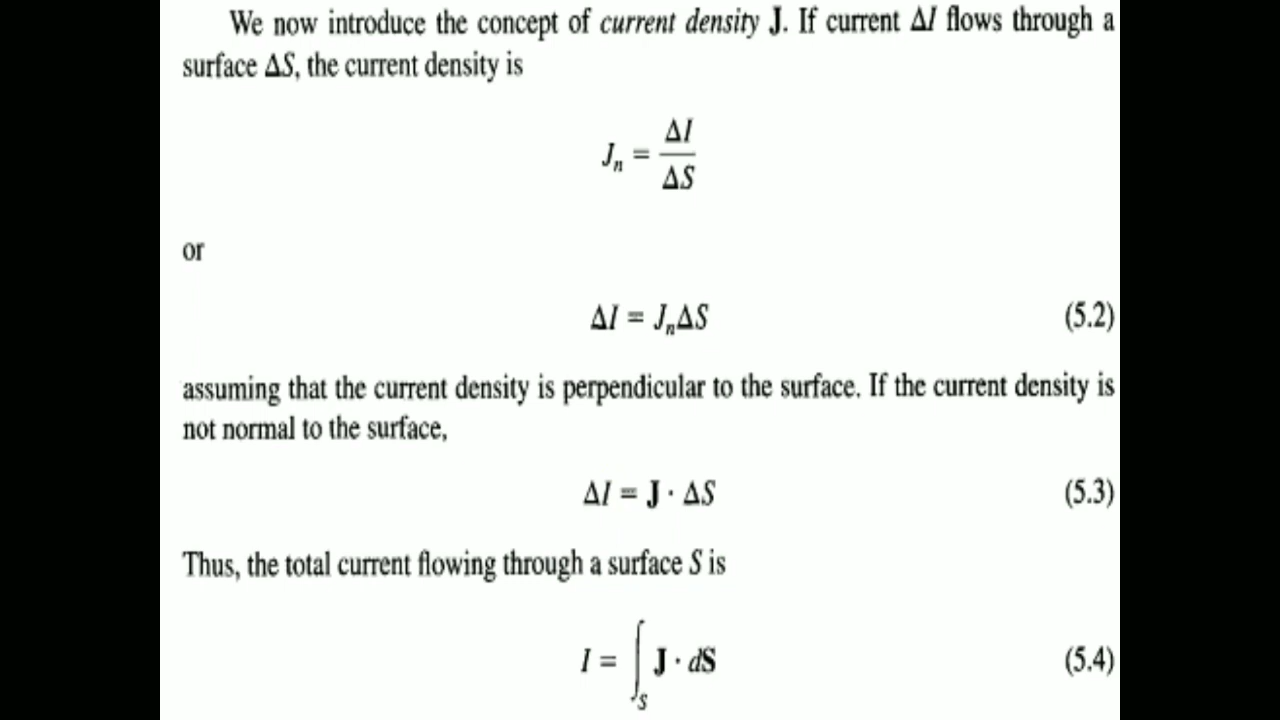 We now introduce the concept of current density J. If current ΔI flows through a
surface ΔS, the current density is
Jₙ = ΔI / ΔS
or
ΔI = JₙΔS (5.2)
assuming that the current density is perpendicular to the surface. If the current density is
not normal to the surface,
ΔI = J · ΔS (5.3)
Thus, the total current flowing through a surface S is
I = ∫_S J · dS (5.4)